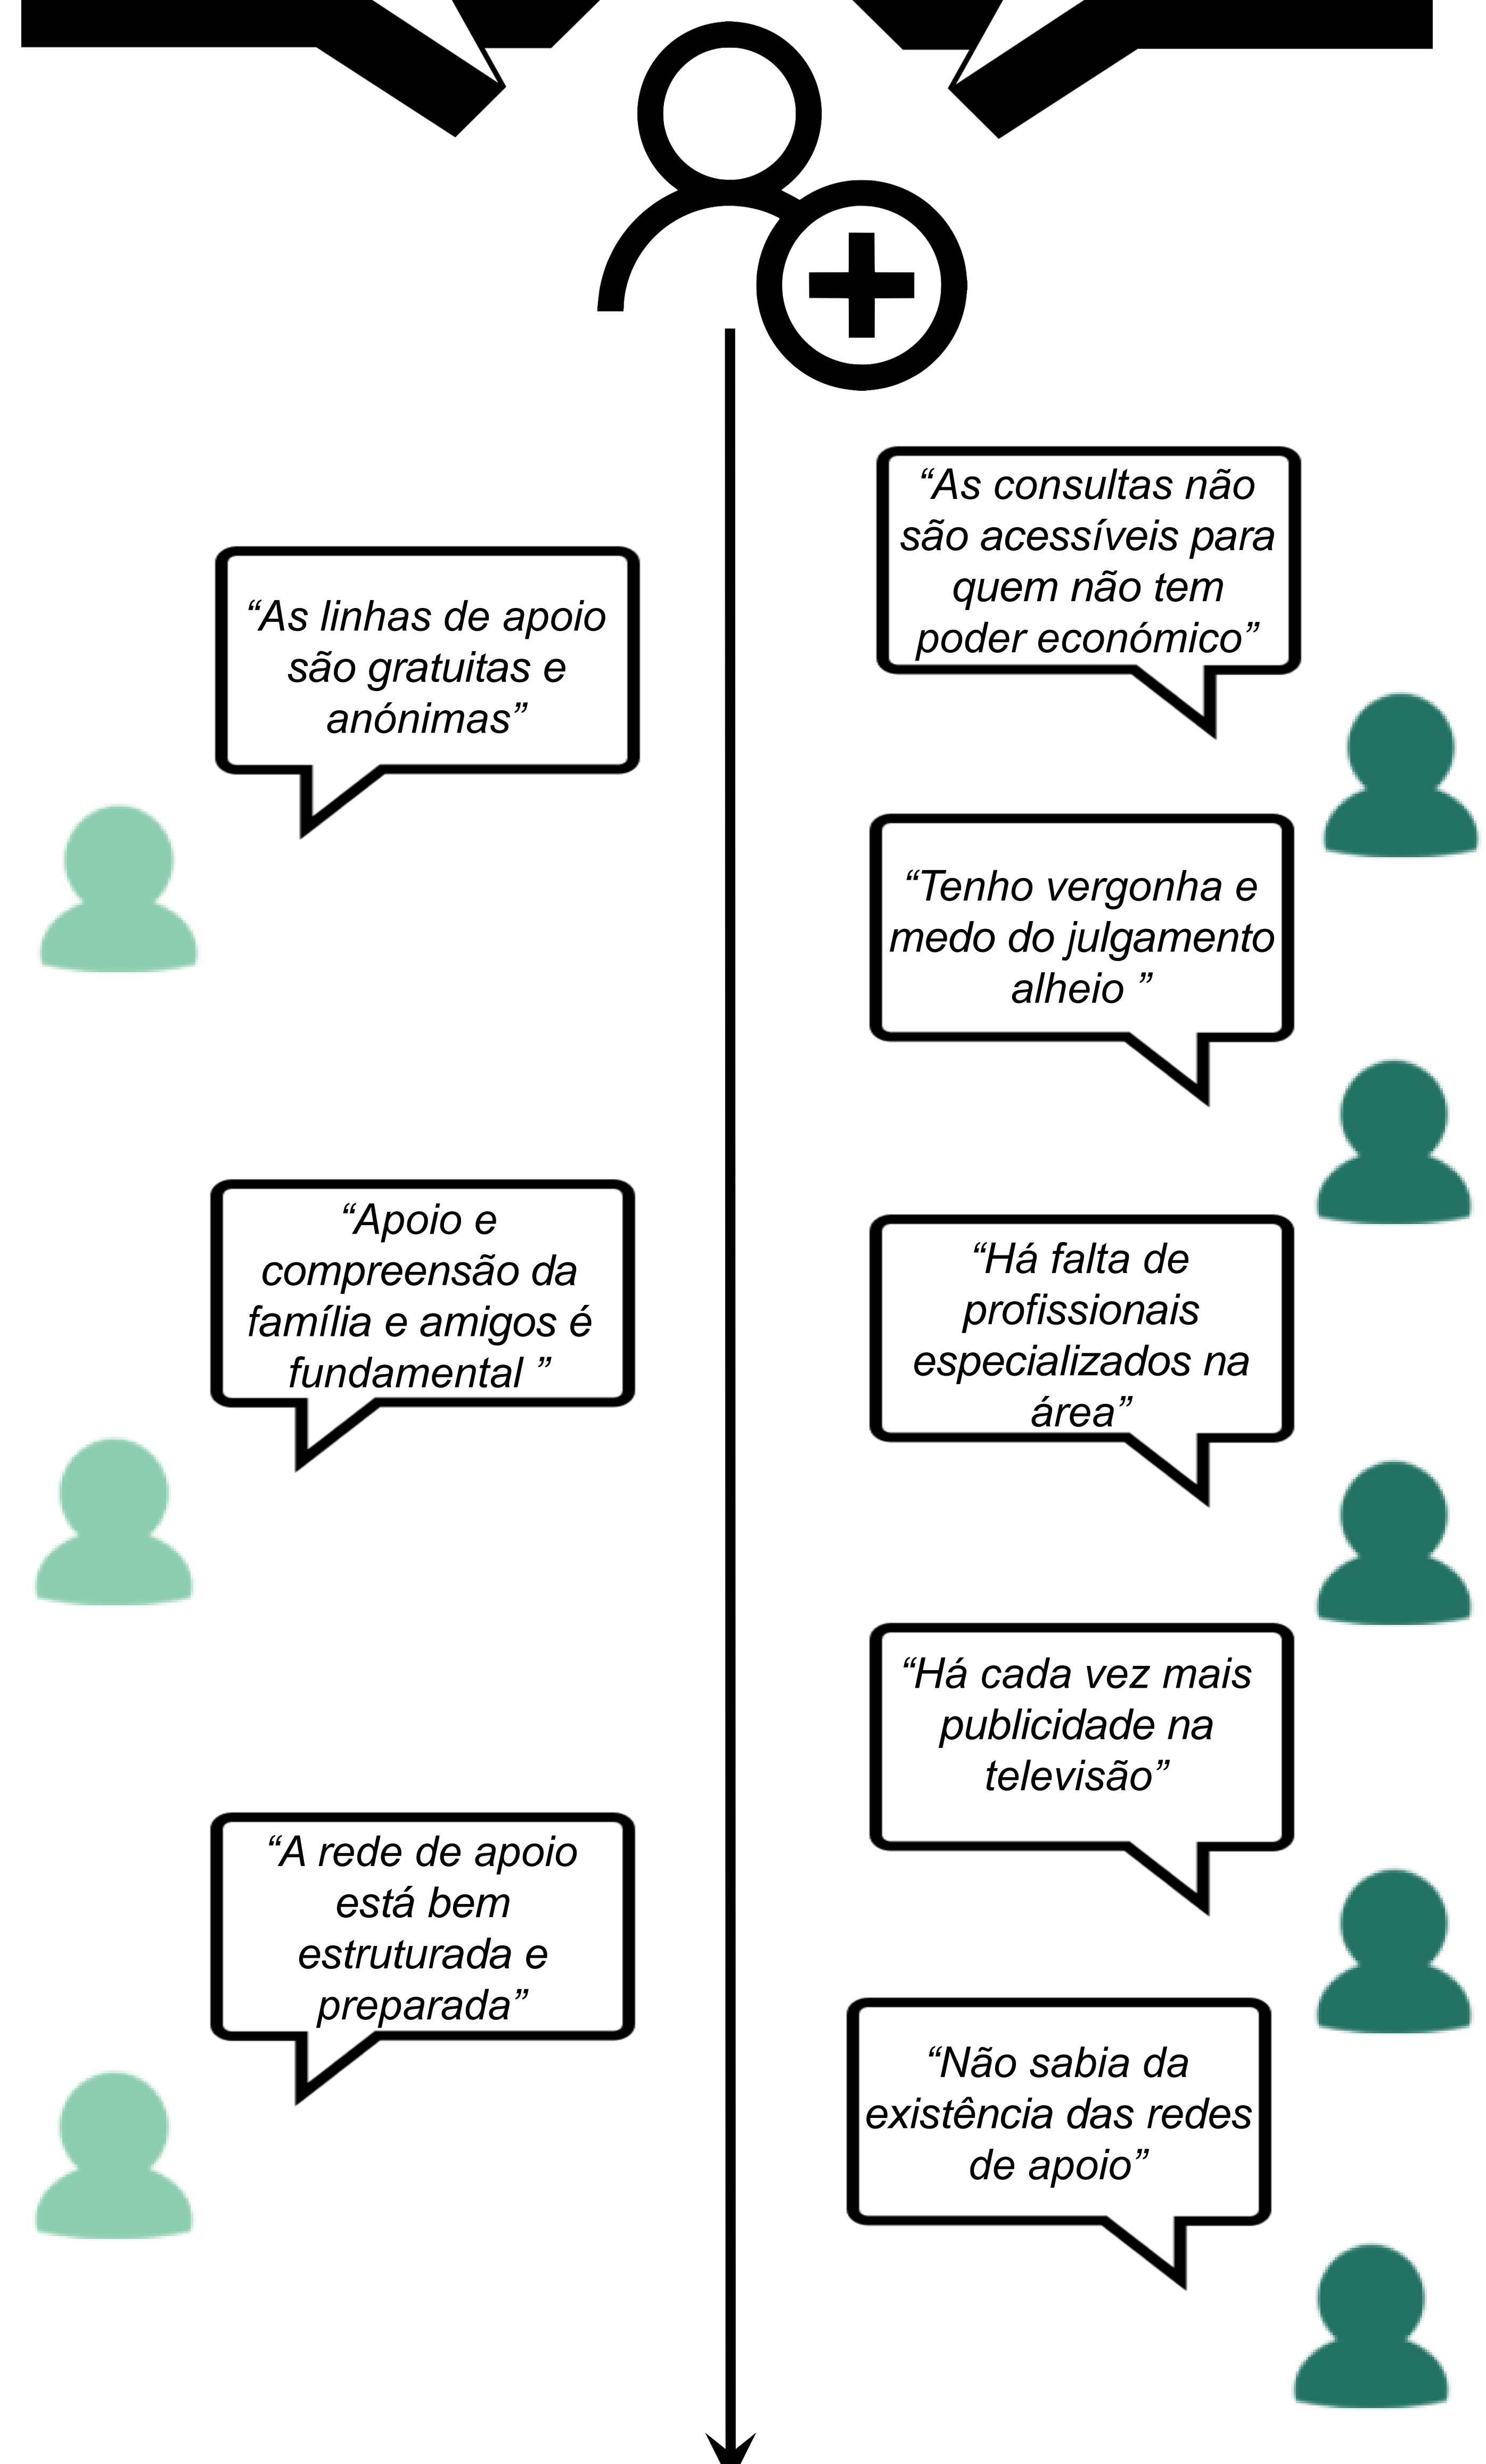 “As consultas não
são acessíveis para
quem não tem
poder económico”
“As linhas de apoio
são gratuitas e
anónimas”
“Tenho vergonha e
medo do julgamento
alheio ”
“Apoio e
compreensão da
família e amigos é
fundamental ”
“Há falta de
profissionais
especializados na
área”
“Há cada vez mais
publicidade na
televisão”
“A rede de apoio
está bem
estruturada e
preparada”
“Não sabia da
existência das redes
de apoio”